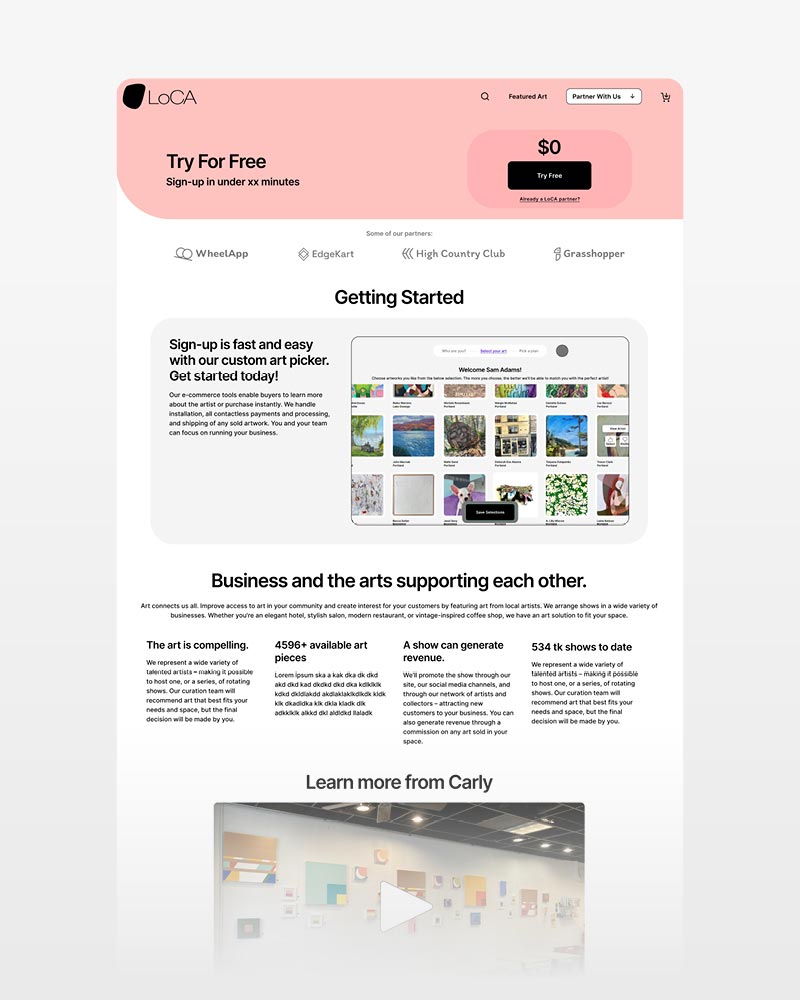 LoCA
Featured Art
Partner With Us
Try For Free
Sign-up in under xx minutes
$0
Try Free
Already a LoCA partner?
Some of our partners:
WheelApp
EdgeKart
High Country Club
Grasshopper
Getting Started
Sign-up is fast and easy
with our custom art picker.
Get started today!
Our e-commerce tools enable buyers to learn more
about the artist or purchase instantly. We handle
installation, all contactless payments and processing,
and shipping of any sold artwork. You and your team
can focus on running your business.
Who are you?
Select your art
Pick a plan
Welcome Sam Adams!
Choose artworks you like from the below selection. The more you choose, the better we'll be able to match you with the perfect artist!
View Artist
Save Selections
Business and the arts supporting each other.
Art connects us all. Improve access to art in your community and create interest for your customers by featuring art from local artists. We arrange shows in a wide variety of
businesses. Whether you're an elegant hotel, stylish salon, modern restaurant, or vintage-inspired coffee shop, we have an art solution to fit your space.
The art is compelling.
We represent a wide variety of
talented artists – making it possible
to host one, or a series, of rotating
shows. Our curation team will
recommend art that best fits your
needs and space, but the final
decision will be made by you.
4596+ available art
pieces
Lorem ipsum ska a kak dka dk dkd
akd dkd kad dkdkd dkd dka kdlkklk
kdkd dkldlakdd akdlaklaklkdlkdk kldk
klk dkadldka klk dkla kladk dlk
adkklklk alkkd dkl aldldkd llaladk
A show can generate
revenue.
We'll promote the show through our
site, our social media channels, and
through our network of artists and
collectors – attracting new
customers to your business. You can
also generate revenue through a
commission on any art sold in your
space.
534 tk shows to date
We represent a wide variety of
talented artists – making it possible
to host one, or a series, of rotating
shows. Our curation team will
recommend art that best fits your
needs and space, but the final
decision will be made by you.
Learn more from Carly